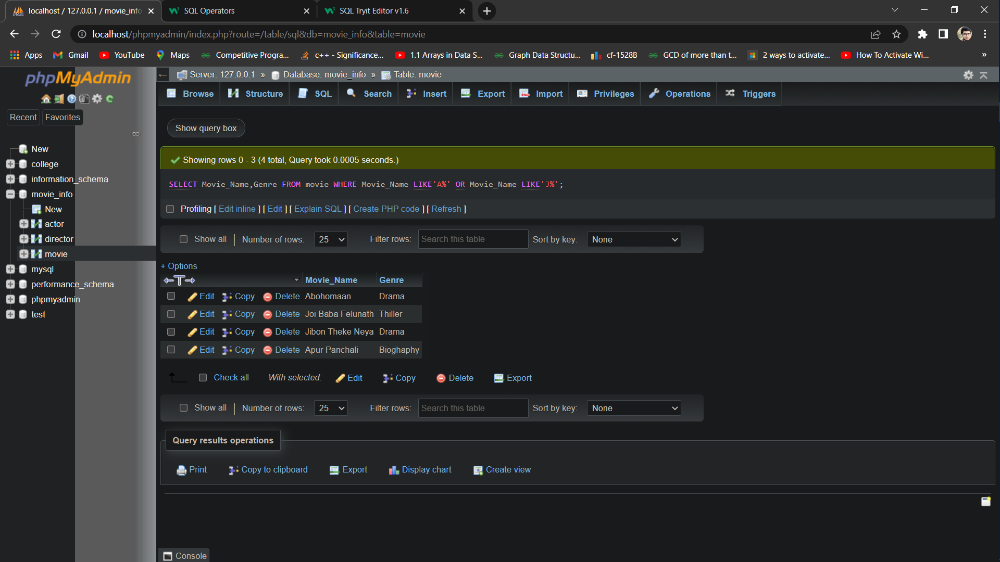 localhost / 127.0.0.1 / movie_info
SQL Operators
SQL Tryit Editor v1.6
localhost/phpmyadmin/index.php?route=/table/sql&db=movie_info&table=movie
Apps
Gmail
YouTube
Maps
Competitive Progra...
c++ - Significance...
1.1 Arrays in Data S...
Graph Data Structu...
cf-1528B
GCD of more than t...
2 ways to activate...
How To Activate Wi...
»
phpMyAdmin
Recent
Favorites
New
college
information_schema
movie_info
New
actor
director
movie
mysql
performance_schema
phpmyadmin
test
Server: 127.0.0.1 » Database: movie_info » Table: movie
Browse
Structure
SQL
Search
Insert
Export
Import
Privileges
Operations
Triggers
Show query box
Showing rows 0 - 3 (4 total, Query took 0.0005 seconds.)
SELECT Movie_Name,Genre FROM movie WHERE Movie_Name LIKE'A%' OR Movie_Name LIKE'J%';
Profiling [ Edit inline ] [ Edit ] [ Explain SQL ] [ Create PHP code ] [ Refresh ]
Show all | Number of rows: 25 Filter rows: Search this table Sort by key: None
+ Options
Movie_Name Genre
Edit Copy Delete Abohomaan Drama
Edit Copy Delete Joi Baba Felunath Thiller
Edit Copy Delete Jibon Theke Neya Drama
Edit Copy Delete Apur Panchali Bioghaphy
Check all With selected: Edit Copy Delete Export
Show all | Number of rows: 25 Filter rows: Search this table Sort by key: None
Query results operations
Print Copy to clipboard Export Display chart Create view
Console